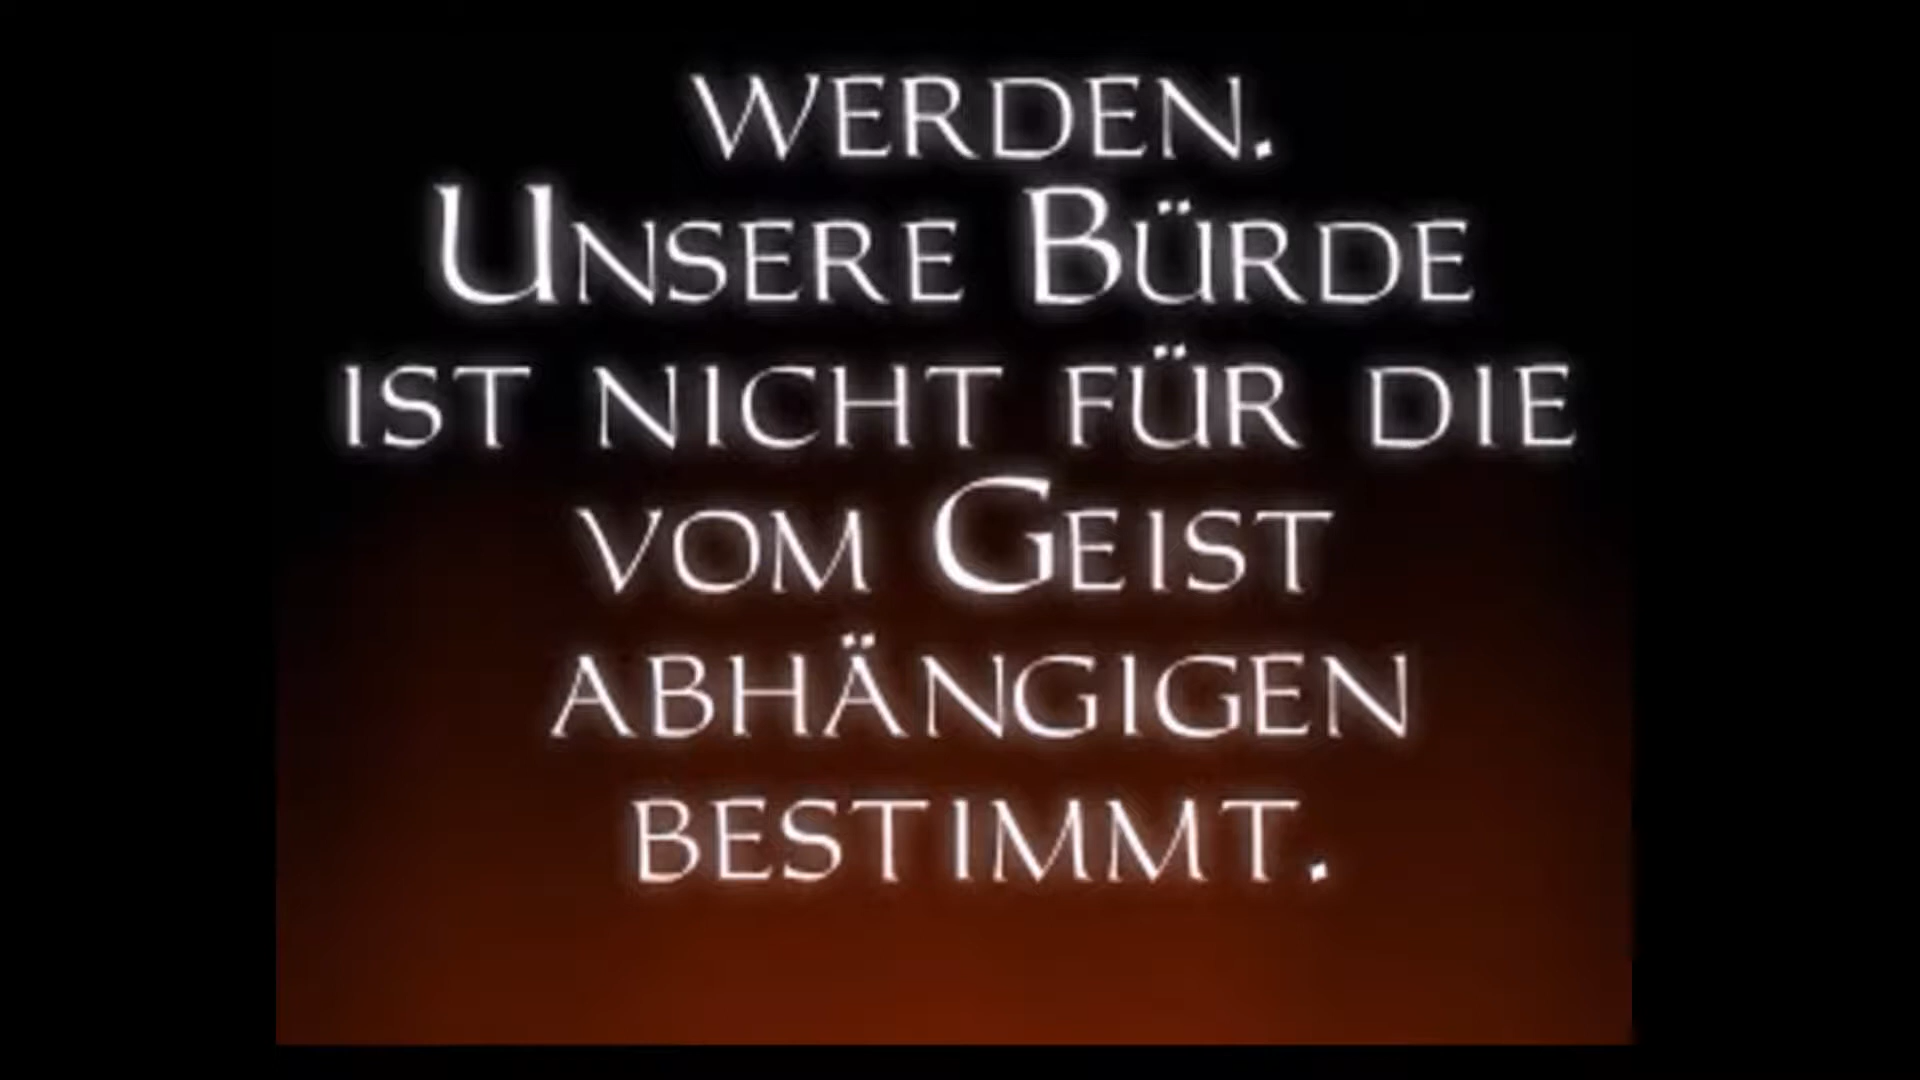 WERDEN.
UNSERE BÜRDE
IST NICHT FÜR DIE
VOM GEIST
ABHÄNGIGEN
BESTIMMT.